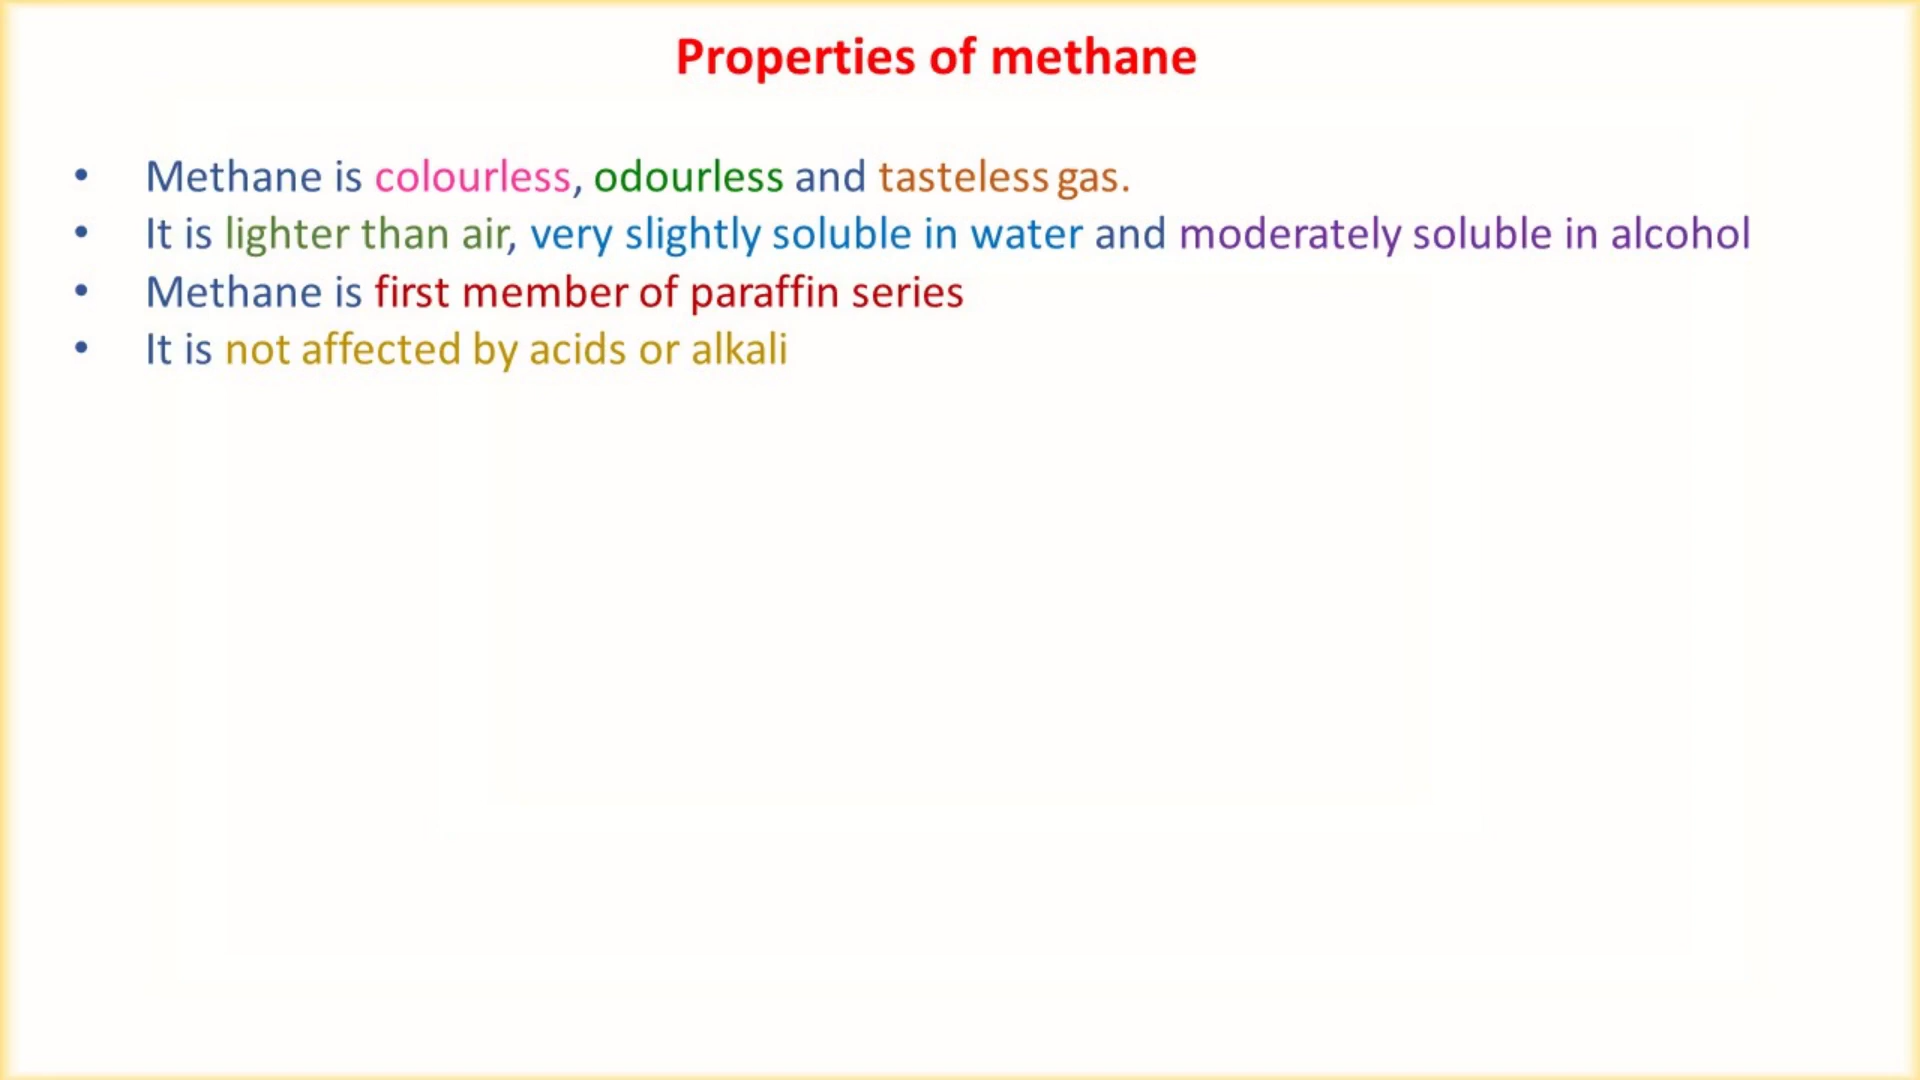 Properties of methane
• Methane is colourless, odourless and tasteless gas.
• It is lighter than air, very slightly soluble in water and moderately soluble in alcohol
• Methane is first member of paraffin series
• It is not affected by acids or alkali